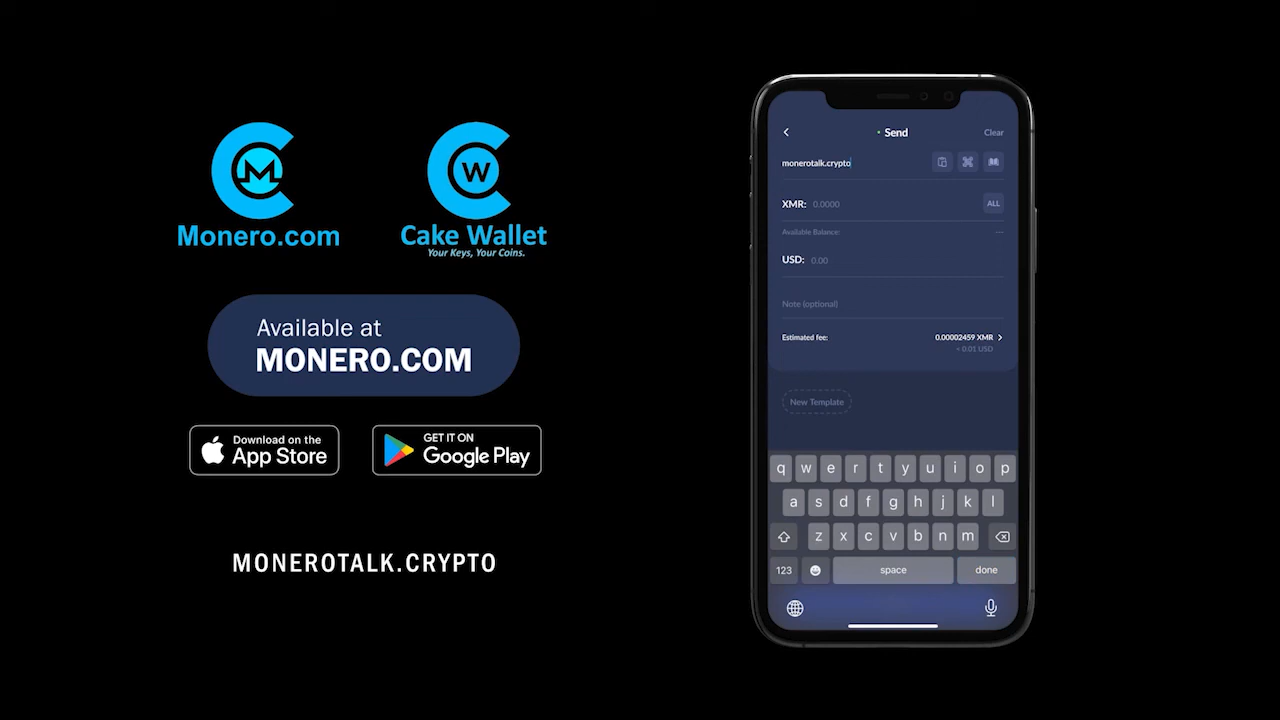 M
Monero.com
W
Cake Wallet
Your Keys, Your Coins.
Available at
MONERO.COM
Download on the
App Store
GET IT ON
Google Play
MONEROTALK.CRYPTO
Send
Clear
monerotalk.crypto
XMR: 0.0000
ALL
Available Balance:
---
USD: 0.00
Note (optional)
Estimated fee:
0.00002459 XMR
< 0.01 USD
New Template
q w e r t y u i o p
a s d f g h j k l
z x c v b n m
123
space
done